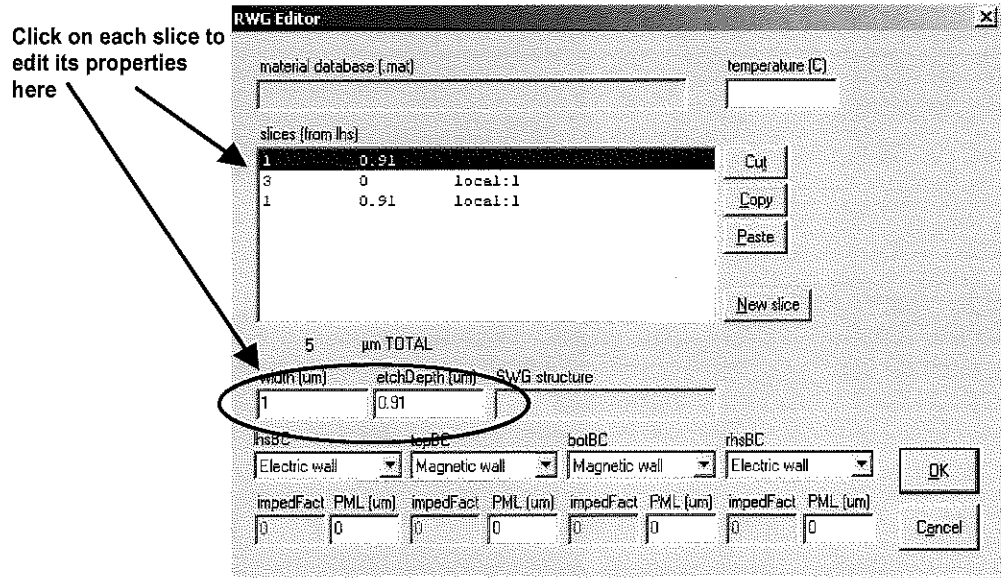 RWG Editor
Click on each slice to
edit its properties
here
material database (.mat)
temperature (C)
slices (from lhs)
1 0.91
3 0 local:1
1 0.91 local:1
Cut
Copy
Paste
New slice
5 µm TOTAL
width (um) etchDepth (um) SWG structure
1 0.91
lhsBC topBC botBC rhsBC
Electric wall Magnetic wall Magnetic wall Electric wall
OK
impedFact PML (um) impedFact PML (um) impedFact PML (um) impedFact PML (um)
0 0 0 0 0 0 0 0
Cancel